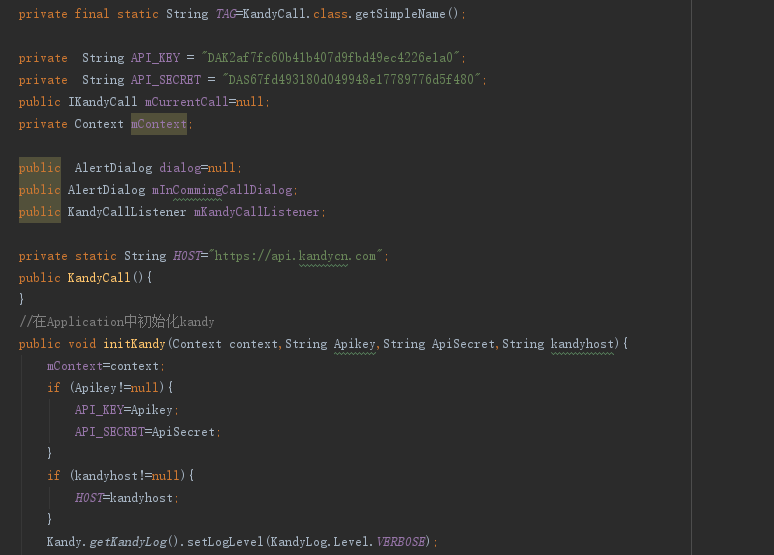 private final static String TAG=KandyCall.class.getSimpleName();
private  String API_KEY = "DAK2af7fc60b41b407d9fbd49ec4226e1a0";
private  String API_SECRET = "DAS67fd493180d049948e17789776d5f480";
public IKandyCall mCurrentCall=null;
private Context mContext;
public  AlertDialog dialog=null;
public AlertDialog mInCommingCallDialog;
public KandyCallListener mKandyCallListener;
private static String HOST="https://api.kandycn.com";
public KandyCall(){
}
//在Application中初始化kandy
public void initKandy(Context context,String Apikey,String ApiSecret,String kandyhost){
mContext=context;
if (Apikey!=null){
API_KEY=Apikey;
API_SECRET=ApiSecret;
}
if (kandyhost!=null){
HOST=kandyhost;
}
Kandy.getKandyLog().setLogLevel(KandyLog.Level.VERBOSE);